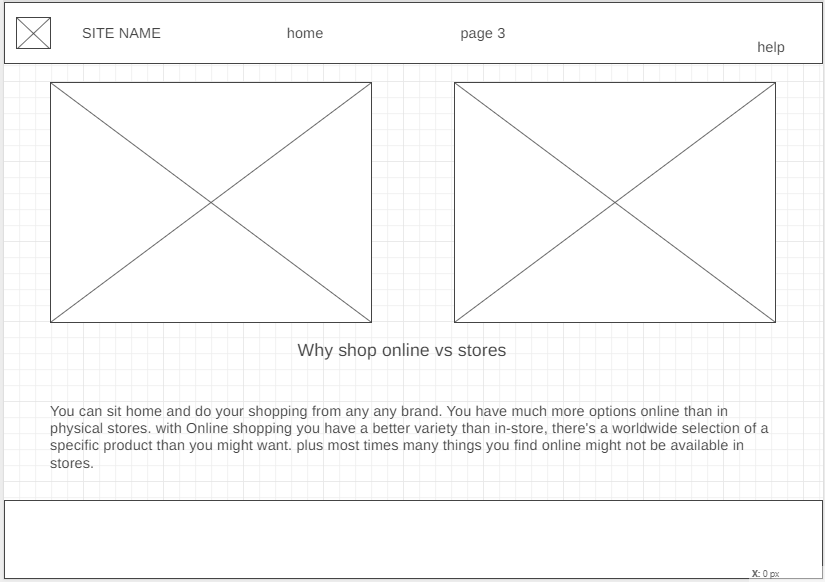 SITE NAME home page 3
help
Why shop online vs stores
You can sit home and do your shopping from any any brand. You have much more options online than in
physical stores. with Online shopping you have a better variety than in-store, there's a worldwide selection of a
specific product than you might want. plus most times many things you find online might not be available in
stores.
X: 0 px